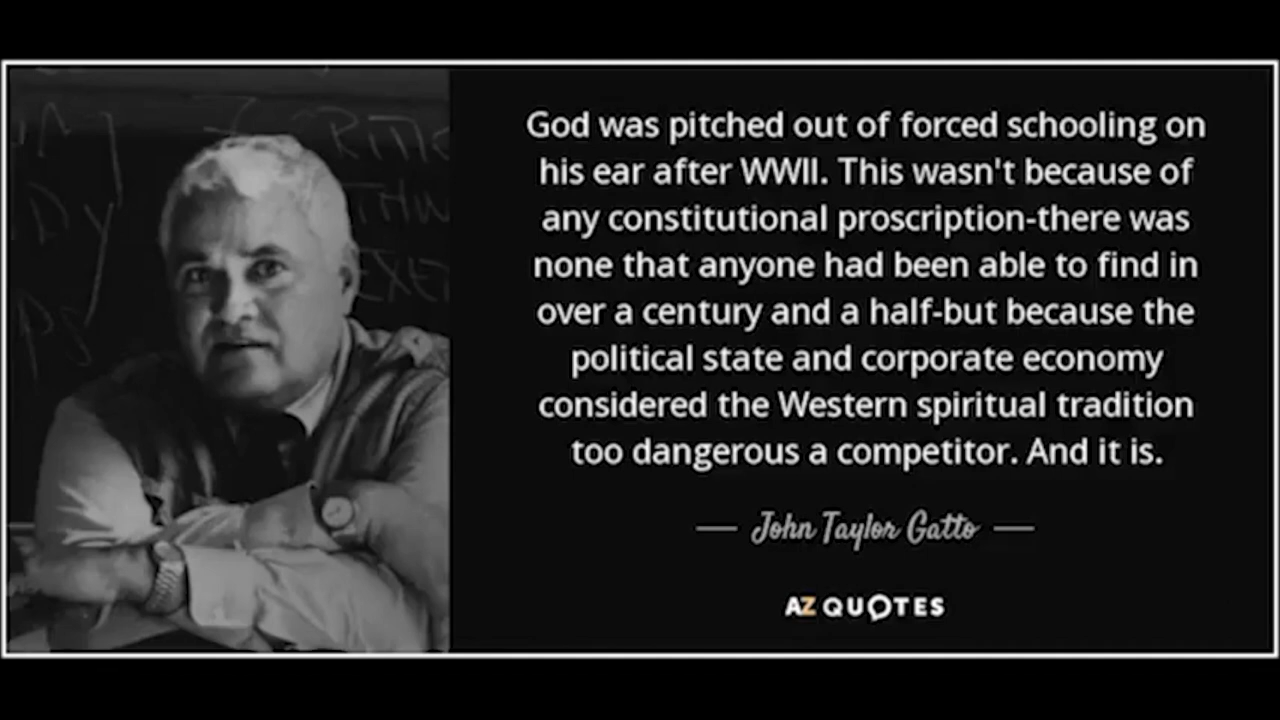 God was pitched out of forced schooling on
his ear after WWII. This wasn't because of
any constitutional proscription-there was
none that anyone had been able to find in
over a century and a half-but because the
political state and corporate economy
considered the Western spiritual tradition
too dangerous a competitor. And it is.
John Taylor Gatto
AZ QUOTES